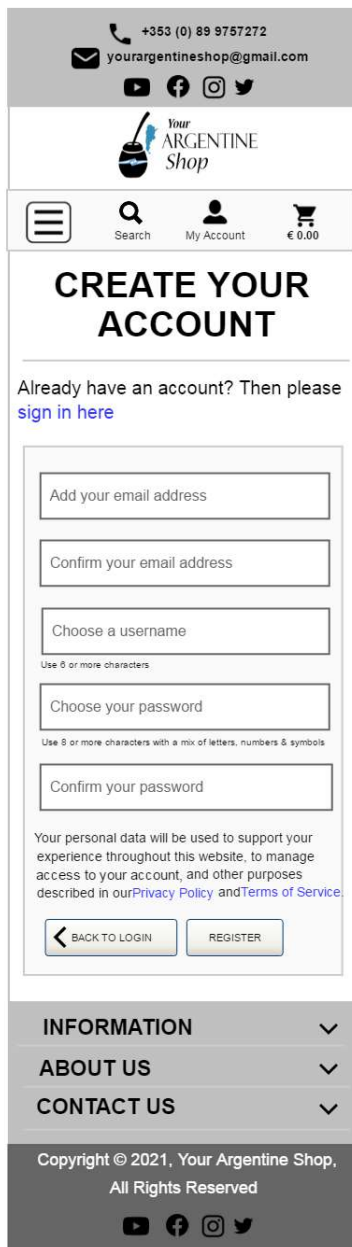 +353 (0) 89 9757272
yourargentineshop@gmail.com
Your
ARGENTINE
Shop
Search
My Account
€ 0.00
CREATE YOUR
ACCOUNT
Already have an account? Then please
sign in here
Add your email address
Confirm your email address
Choose a username
Use 6 or more characters
Choose your password
Use 8 or more characters with a mix of letters, numbers & symbols
Confirm your password
Your personal data will be used to support your
experience throughout this website, to manage
access to your account, and other purposes
described in ourPrivacy Policy andTerms of Service.
BACK TO LOGIN
REGISTER
INFORMATION
ABOUT US
CONTACT US
Copyright © 2021, Your Argentine Shop,
All Rights Reserved